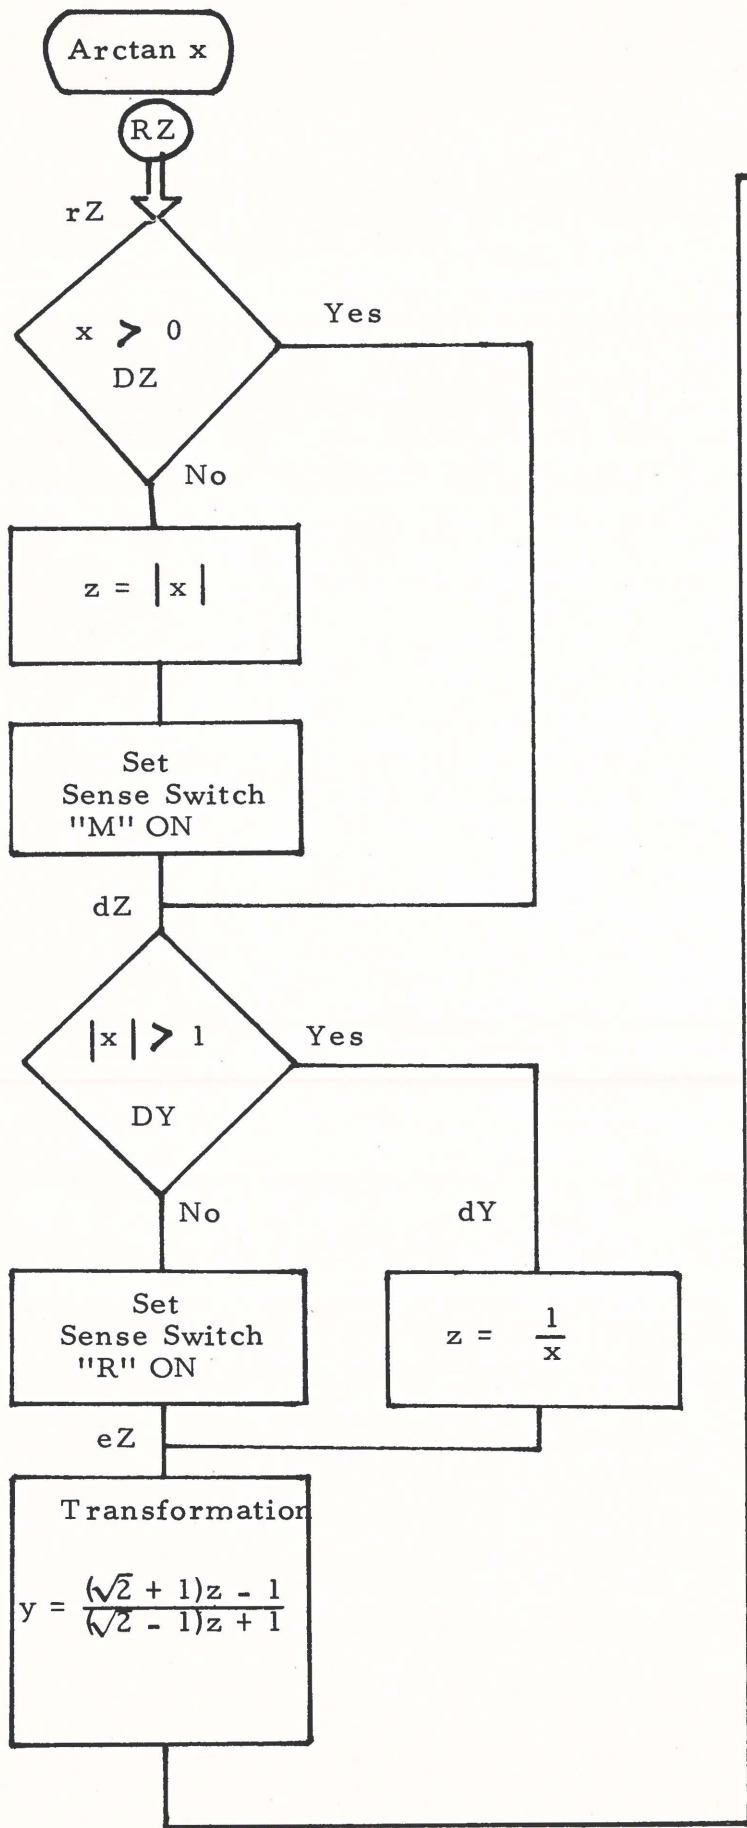 Arctan x
RZ
rZ
x > 0
DZ
Yes
No
z = |x|
Set
Sense Switch
"M" ON
dZ
|x| > 1
DY
Yes
No
dY
Set
Sense Switch
"R" ON
z = 1/x
eZ
Transformation
y = (√2 + 1)z - 1 / (√2 - 1)z + 1